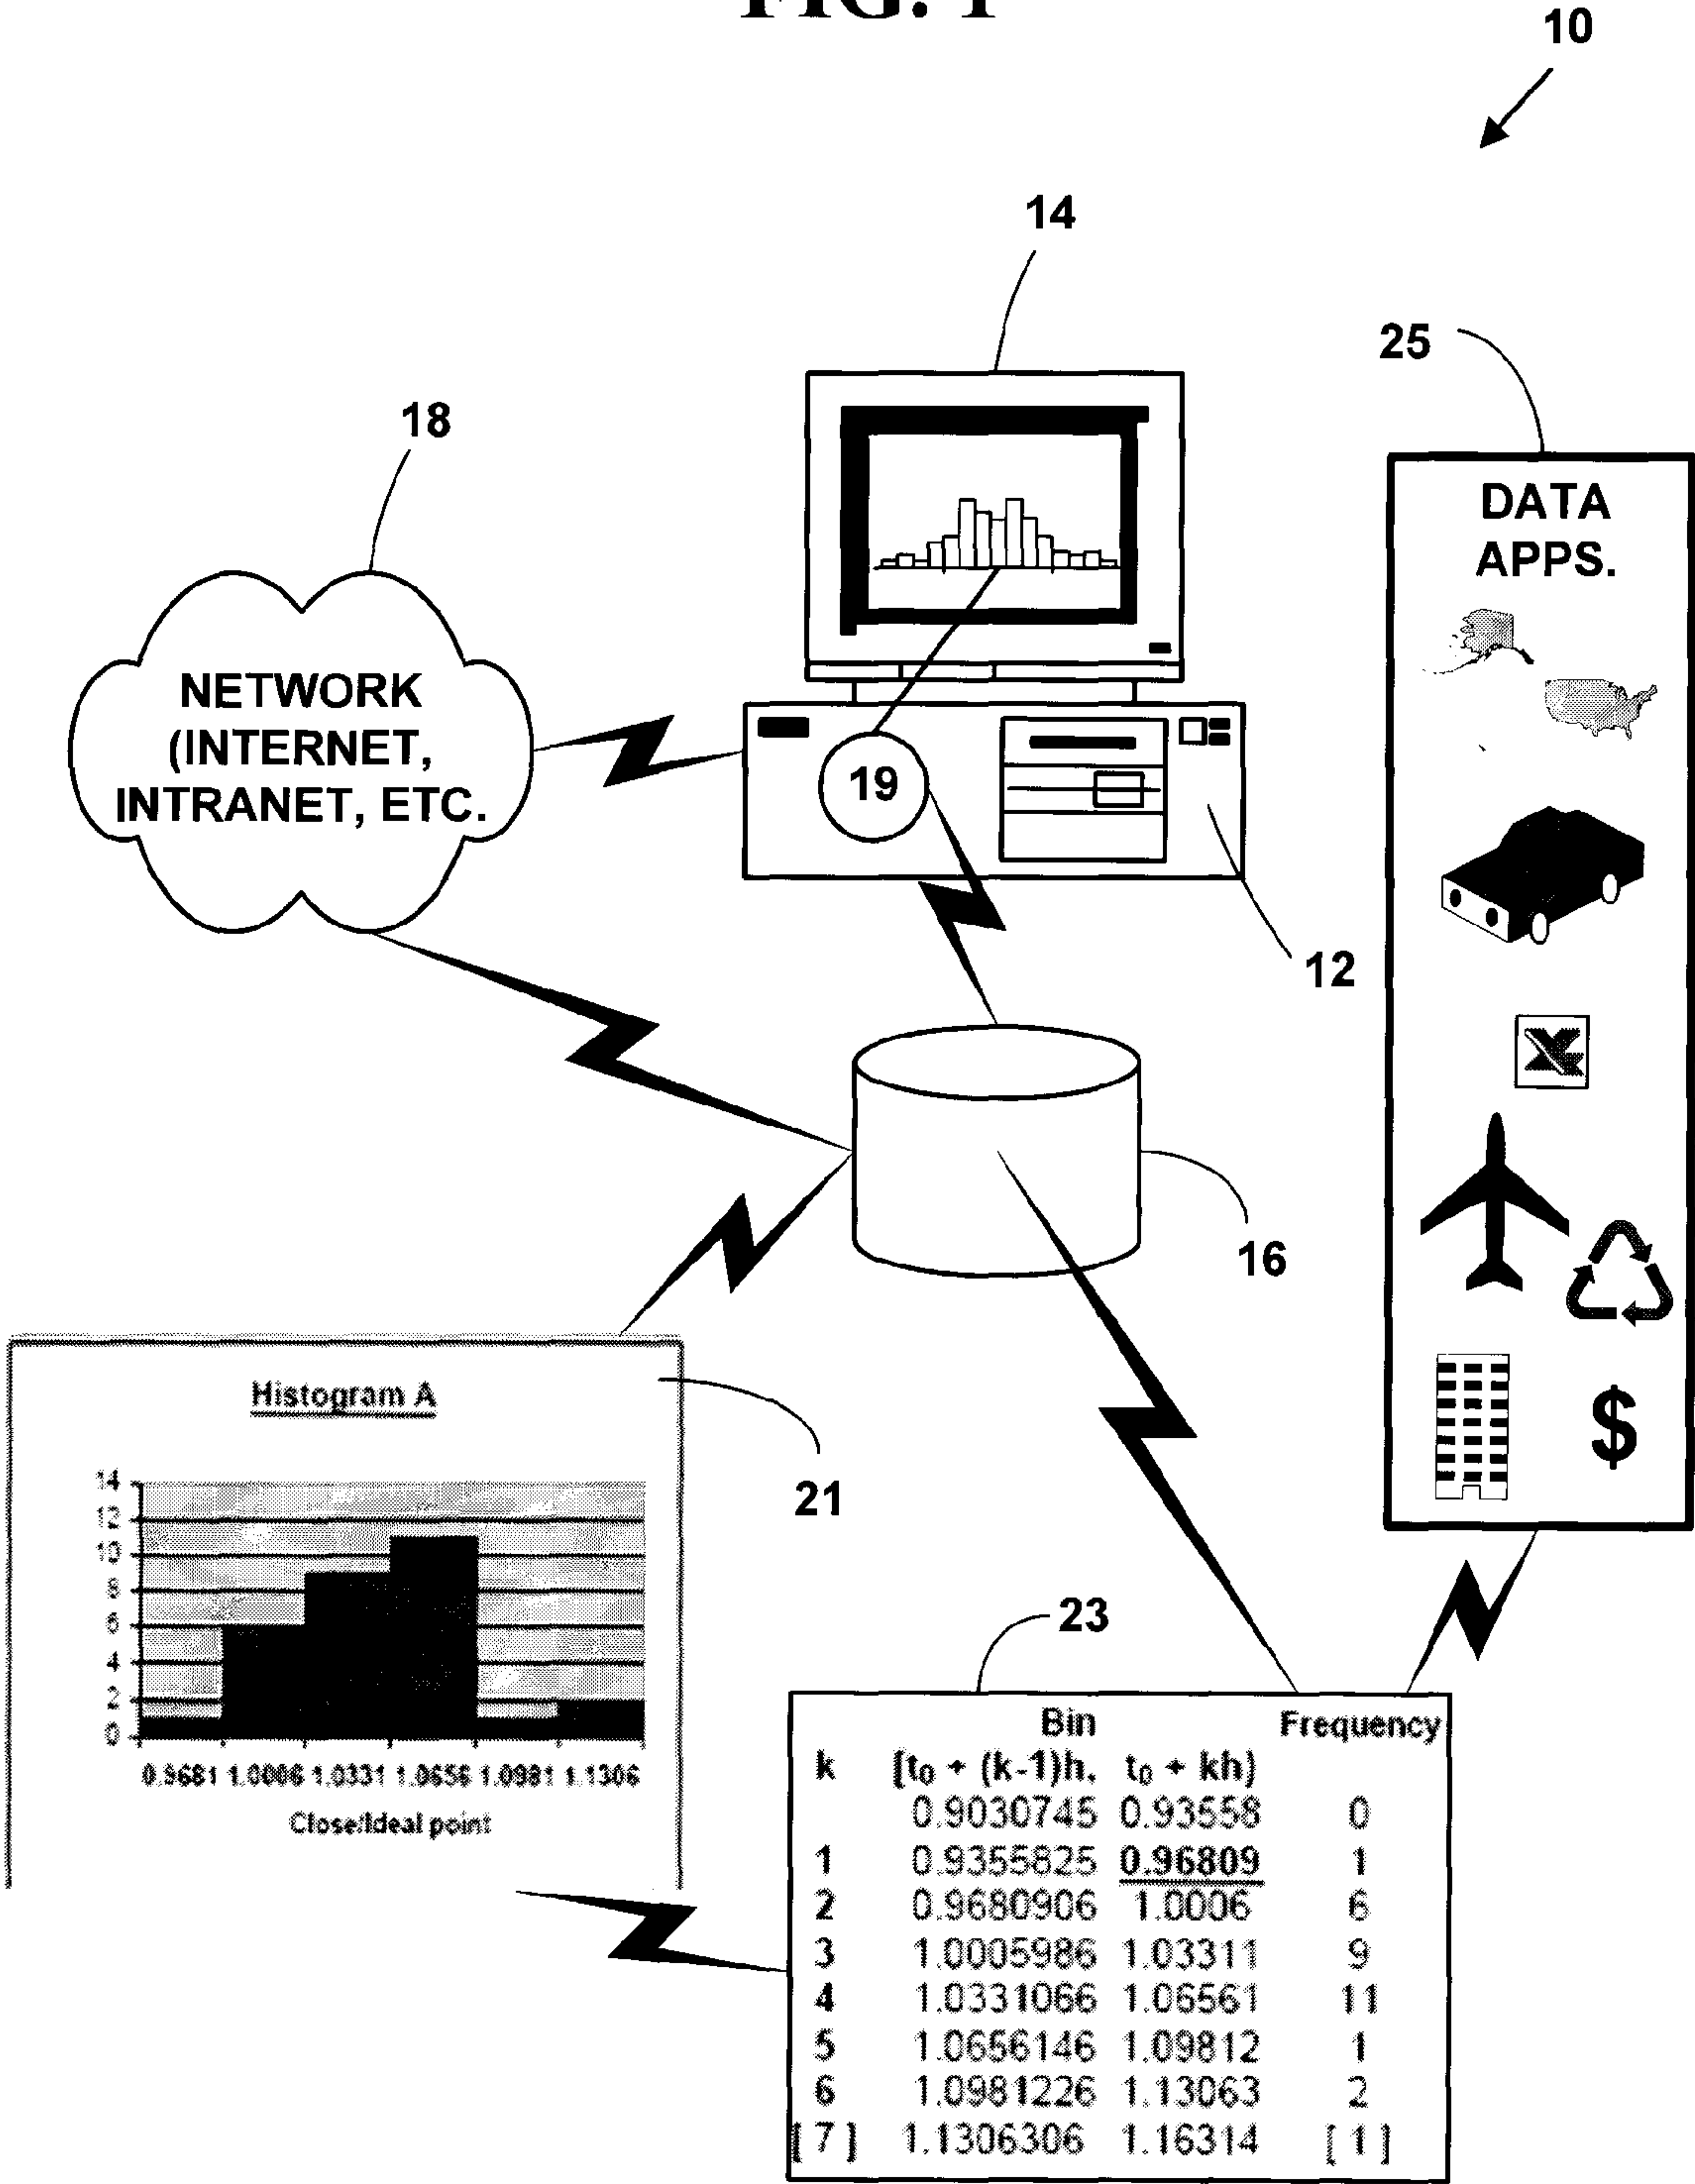 FIG. 1
10
14
25
18
DATA
APPS.
NETWORK
(INTERNET,
INTRANET, ETC.
19
12
16
Histogram A
21
14
12
10
8
6
4
2
0
0.9681 1.0006 1.0331 1.0656 1.0981 1.1306
Close/Ideal point
23
Bin Frequency
k [t0 + (k-1)h, t0 + kh)
0.9030745 0.93558 0
1 0.9355825 0.96809 1
2 0.9680906 1.0006 6
3 1.0005986 1.03311 9
4 1.0331066 1.06561 11
5 1.0656146 1.09812 1
6 1.0981226 1.13063 2
[ 7 ] 1.1306306 1.16314 [ 1 ]
$